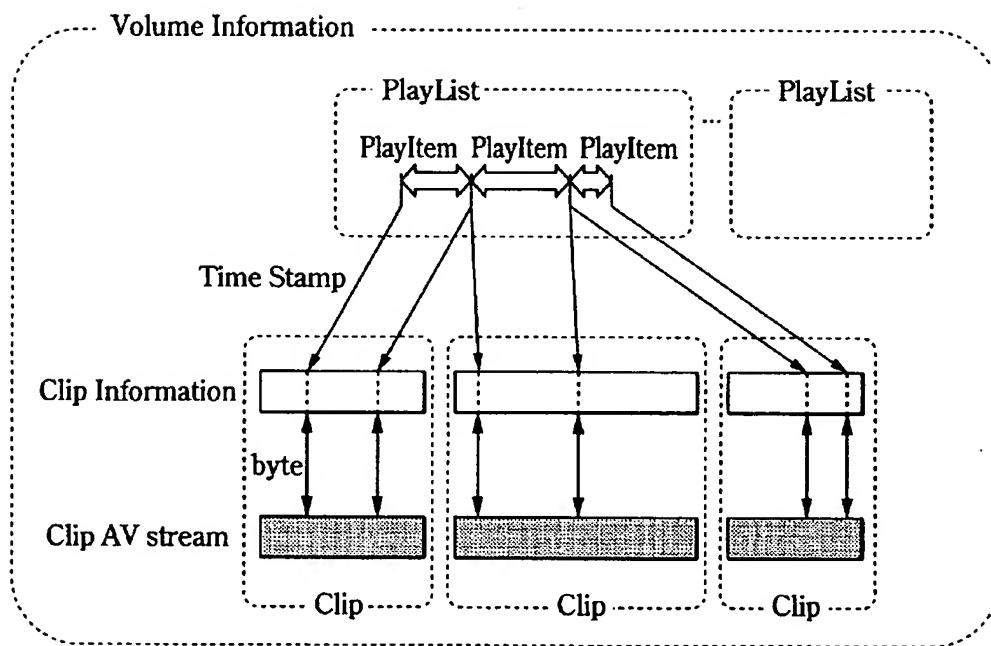 Volume Information
PlayList
PlayList
...
PlayItem PlayItem PlayItem
Time Stamp
Clip Information
byte
Clip AV stream
Clip
Clip
Clip